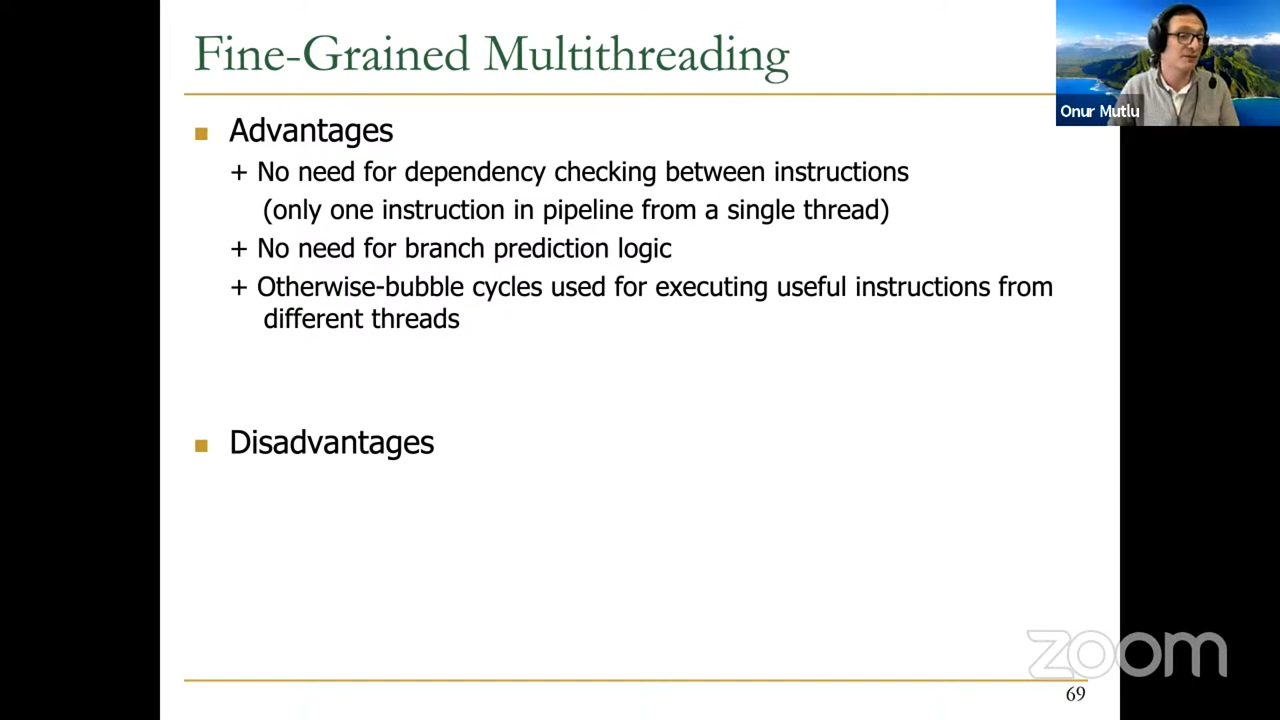 Fine-Grained Multithreading
Onur Mutlu
Advantages
+ No need for dependency checking between instructions
(only one instruction in pipeline from a single thread)
+ No need for branch prediction logic
+ Otherwise-bubble cycles used for executing useful instructions from
different threads
Disadvantages
zoom
69